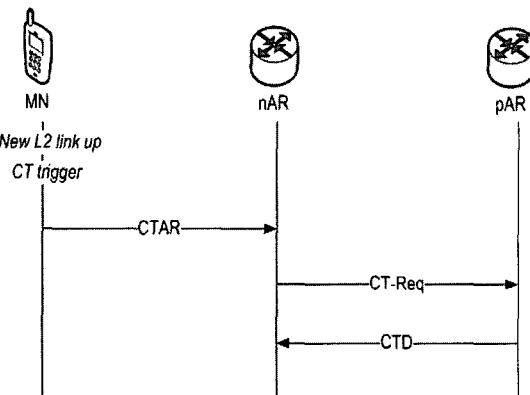 MN
nAR
pAR
New L2 link up
CT trigger
CTAR
CT-Req
CTD